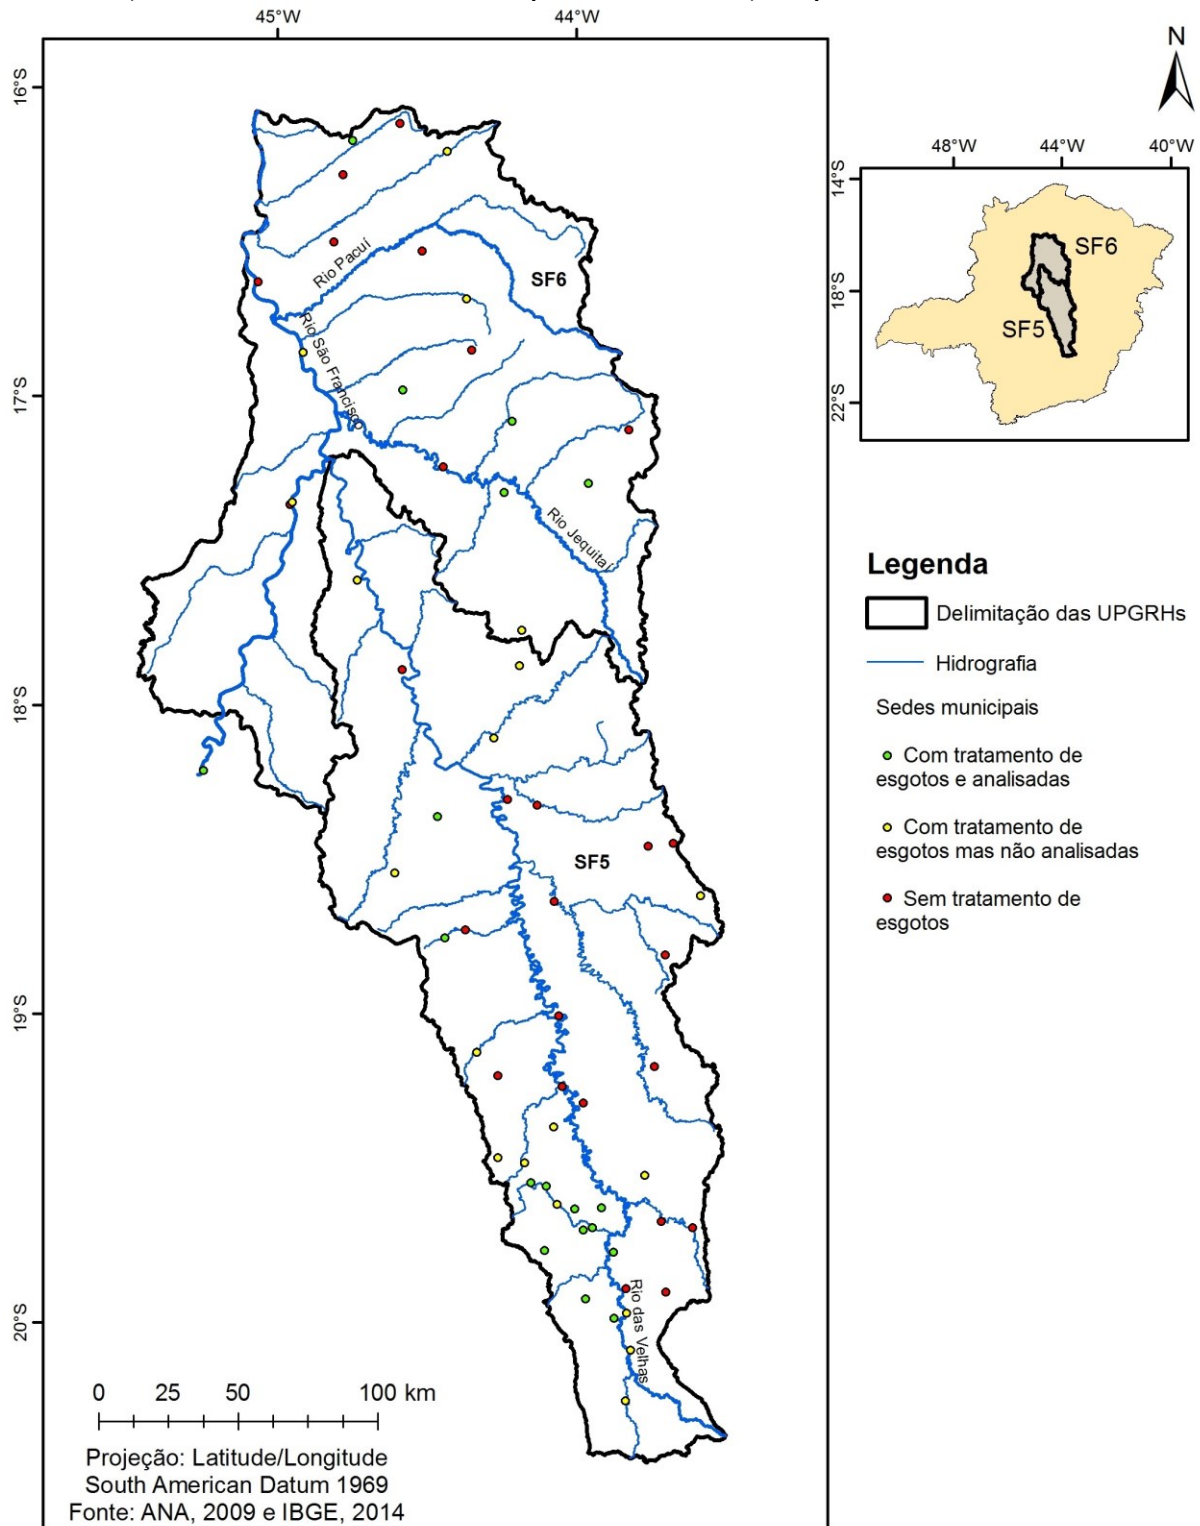 45°W
44°W
16°S
17°S
18°S
19°S
20°S
Rio Pacuí
SF6
Rio São Francisco
Rio Jequitaí
SF5
Rio das Velhas
0 25 50 100 km
Projeção: Latitude/Longitude
South American Datum 1969
Fonte: ANA, 2009 e IBGE, 2014
N
48°W 44°W 40°W
14°S
18°S
22°S
SF6
SF5
Legenda
Delimitação das UPGRHs
Hidrografia
Sedes municipais
Com tratamento de
esgotos e analisadas
Com tratamento de
esgotos mas não analisadas
Sem tratamento de
esgotos